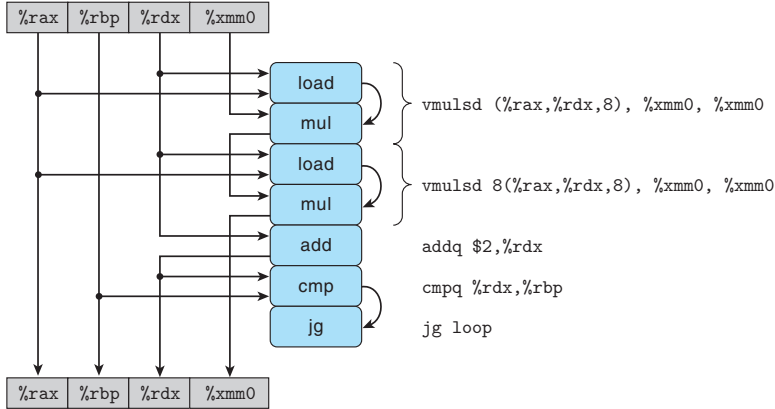 %rax %rbp %rdx %xmm0
load
mul
vmulsd (%rax,%rdx,8), %xmm0, %xmm0
load
mul
vmulsd 8(%rax,%rdx,8), %xmm0, %xmm0
add
addq $2,%rdx
cmp
cmpq %rdx,%rbp
jg
jg loop
%rax %rbp %rdx %xmm0